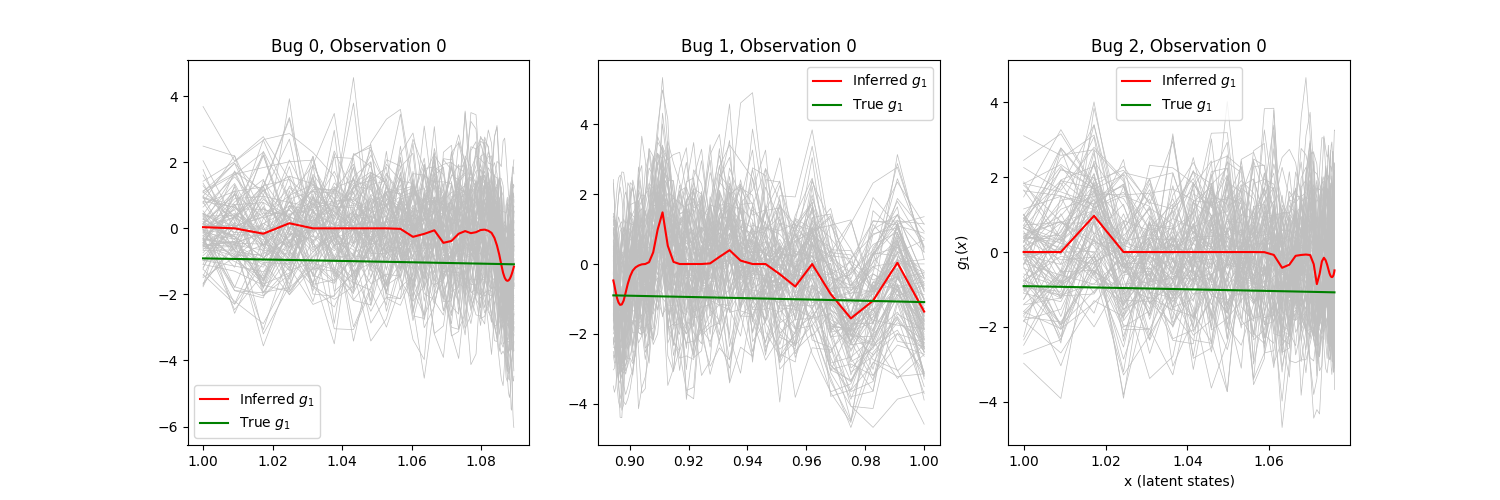 Bug 0, Observation 0
4
2
0
−2
−4
−6
Inferred g₁
True g₁
1.00 1.02 1.04 1.06 1.08
Bug 1, Observation 0
Inferred g₁
True g₁
4
2
0
−2
−4
0.90 0.92 0.94 0.96 0.98 1.00
Bug 2, Observation 0
Inferred g₁
True g₁
4
2
0
−2
−4
g₁(x)
1.00 1.02 1.04 1.06
x (latent states)